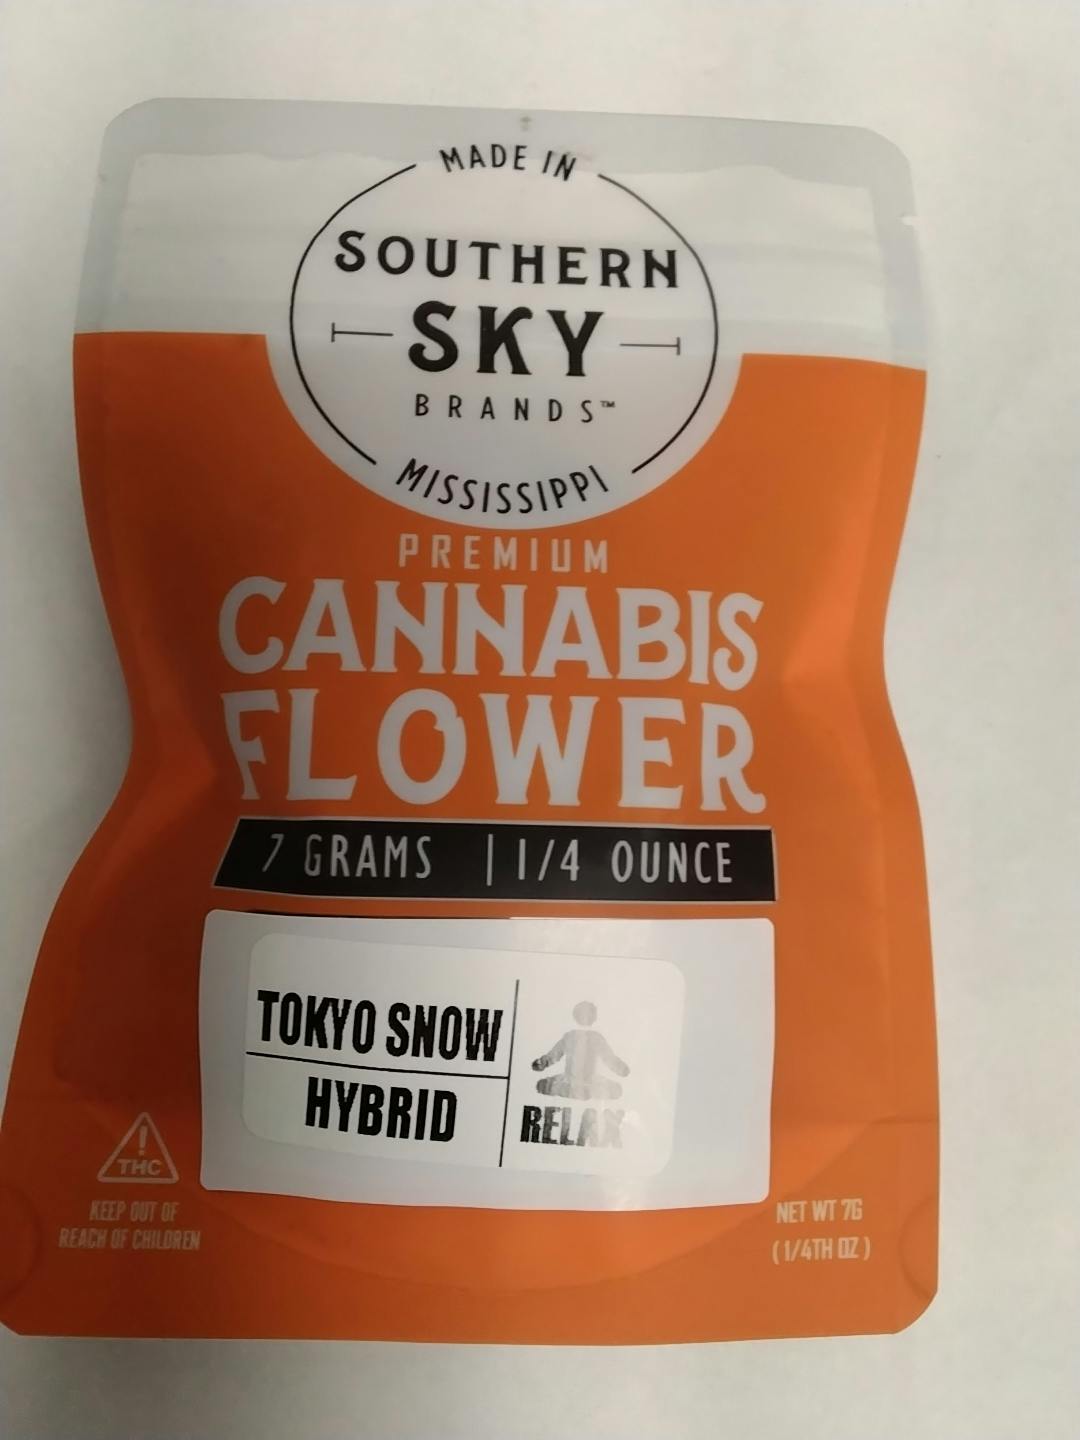 MADE IN
SOUTHERN
SKY
BRANDS™
MISSISSIPPI
PREMIUM
CANNABIS
FLOWER
7 GRAMS | 1/4 OUNCE
TOKYO SNOW
HYBRID
RELAX
!
THC
KEEP OUT OF
REACH OF CHILDREN
NET WT 7G
(1/4TH OZ)